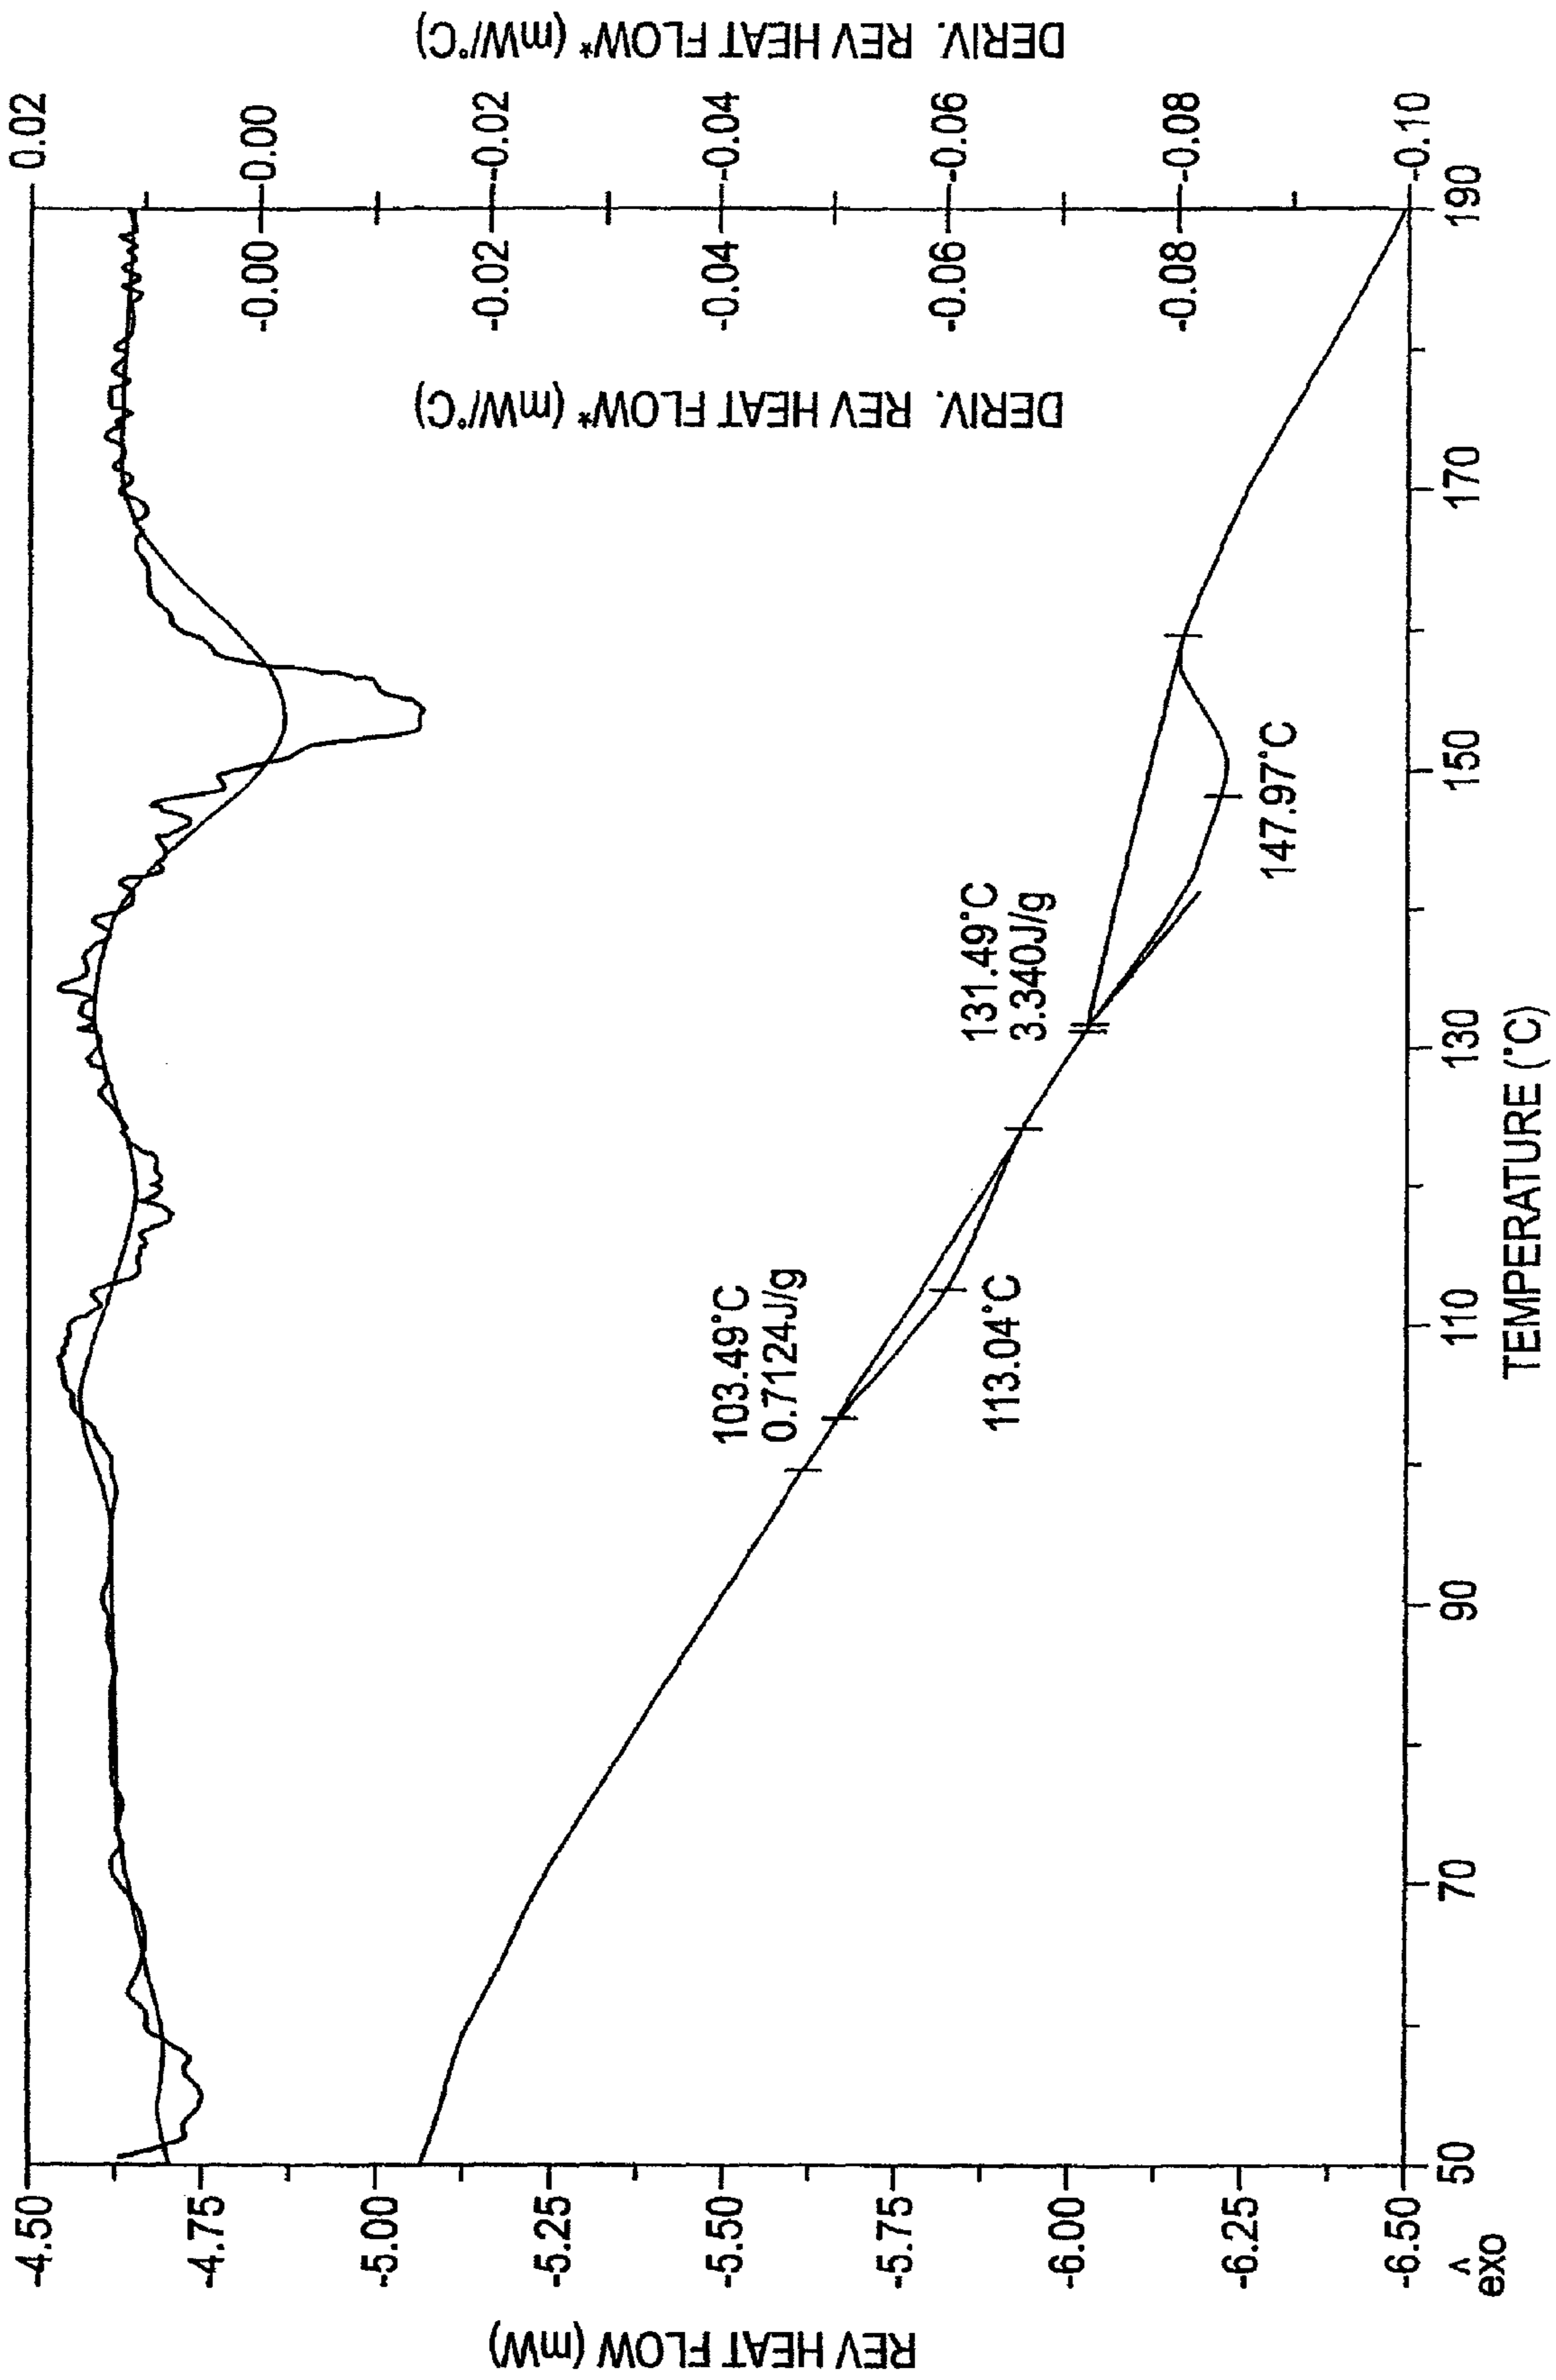 REV HEAT FLOW (mW)
-4.50
-4.75
-5.00
-5.25
-5.50
-5.75
-6.00
-6.25
-6.50
^
exo
50
70
90
110
130
150
170
190
TEMPERATURE (°C)
103.49°C
0.7124J/g
113.04°C
131.49°C
3.340J/g
147.97°C
DERIV. REV HEAT FLOW* (mW/°C)
-0.00
-0.02
-0.04
-0.06
-0.08
0.02
-0.00
-0.02
-0.04
-0.06
-0.08
-0.10
DERIV. REV HEAT FLOW* (mW/°C)